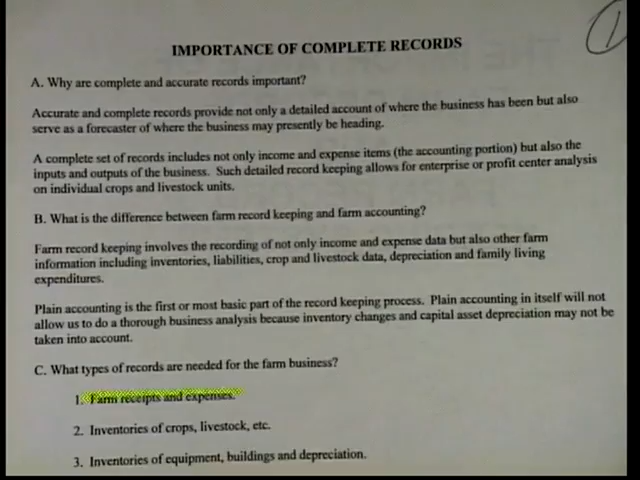 1
IMPORTANCE OF COMPLETE RECORDS
A. Why are complete and accurate records important?
Accurate and complete records provide not only a detailed account of where the business has been but also
serve as a forecaster of where the business may presently be heading.
A complete set of records includes not only income and expense items (the accounting portion) but also the
inputs and outputs of the business. Such detailed record keeping allows for enterprise or profit center analysis
on individual crops and livestock units.
B. What is the difference between farm record keeping and farm accounting?
Farm record keeping involves the recording of not only income and expense data but also other farm
information including inventories, liabilities, crop and livestock data, depreciation and family living
expenditures.
Plain accounting is the first or most basic part of the record keeping process. Plain accounting in itself will not
allow us to do a thorough business analysis because inventory changes and capital asset depreciation may not be
taken into account.
C. What types of records are needed for the farm business?
1. Farm receipts and expenses.
2. Inventories of crops, livestock, etc.
3. Inventories of equipment, buildings and depreciation.